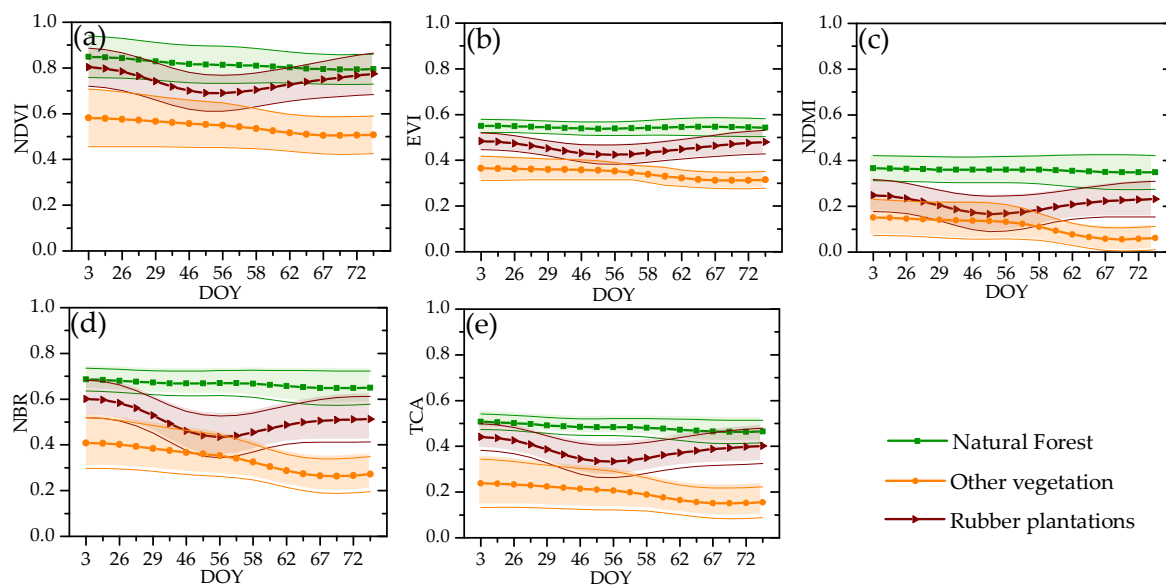 (a)
NDVI
1.0
0.8
0.6
0.4
0.2
0.0
3 26 29 46 56 58 62 67 72
DOY
(b)
EVI
1.0
0.8
0.6
0.4
0.2
0.0
3 26 29 46 56 58 62 67 72
DOY
(c)
NDMI
1.0
0.8
0.6
0.4
0.2
0.0
3 26 29 46 56 58 62 67 72
DOY
(d)
NBR
1.0
0.8
0.6
0.4
0.2
0.0
3 26 29 46 56 58 62 67 72
DOY
(e)
TCA
1.0
0.8
0.6
0.4
0.2
0.0
3 26 29 46 56 58 62 67 72
DOY
Natural Forest
Other vegetation
Rubber plantations